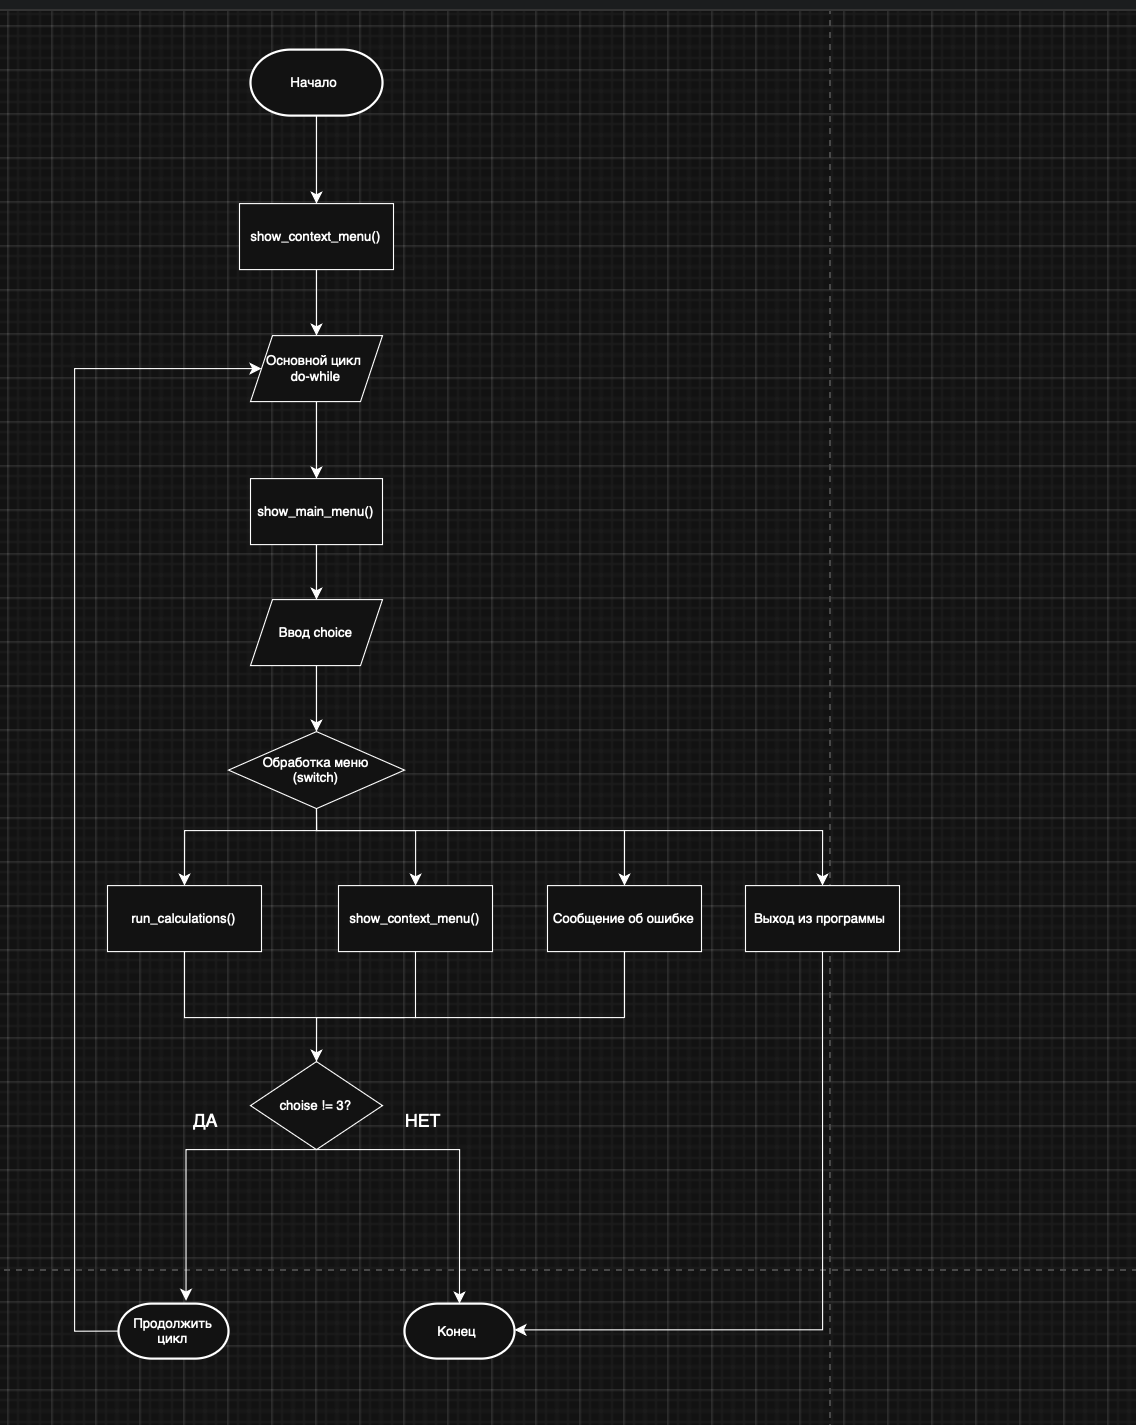 Начало
show_context_menu()
Основной цикл
do-while
show_main_menu()
Ввод choice
Обработка меню
(switch)
run_calculations()
show_context_menu()
Сообщение об ошибке
Выход из программы
choise != 3?
ДА
НЕТ
Продолжить
цикл
Конец